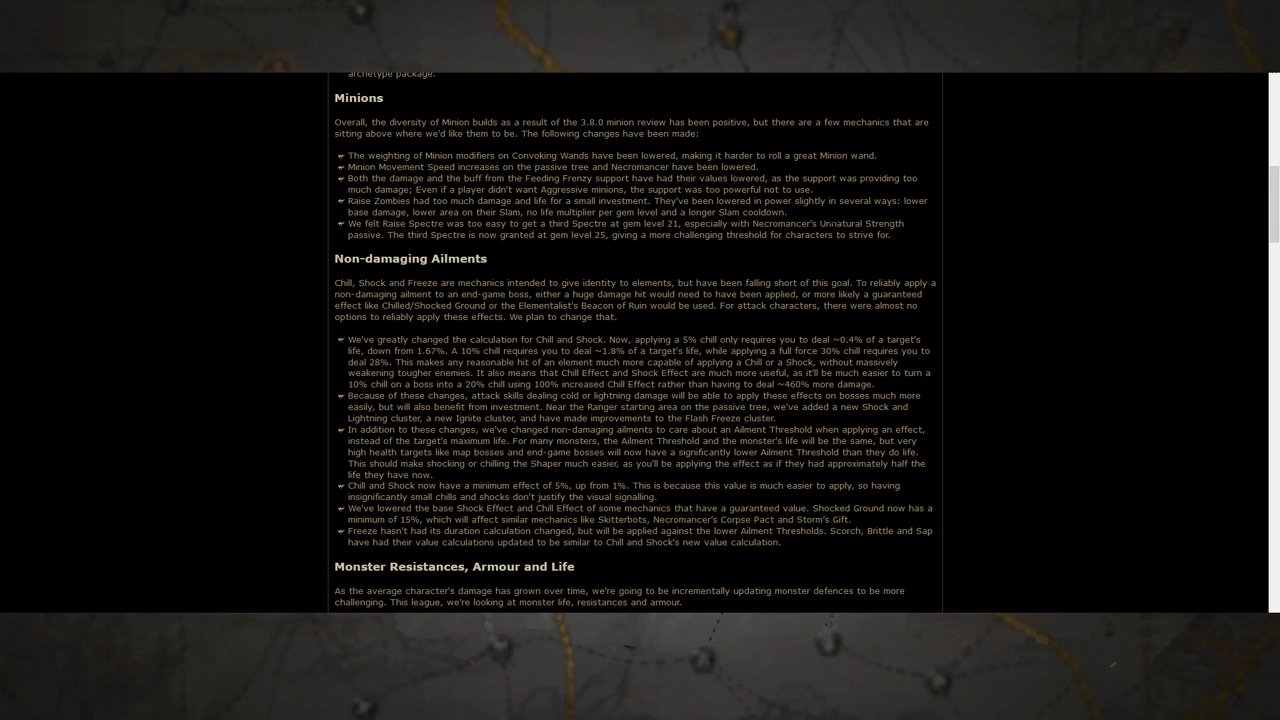 archetype package.
Minions
Overall, the diversity of Minion builds as a result of the 3.8.0 minion review has been positive, but there are a few mechanics that are
sitting above where we'd like them to be. The following changes have been made:
The weighting of Minion modifiers on Convoking Wands have been lowered, making it harder to roll a great Minion wand.
Minion Movement Speed increases on the passive tree and Necromancer have been lowered.
Both the damage and the buff from the Feeding Frenzy support have had their values lowered, as the support was providing too
much damage; Even if a player didn't want Aggressive minions, the support was too powerful not to use.
Raise Zombies had too much damage and life for a small investment. They've been lowered in power slightly in several ways: lower
base damage, lower area on their Slam, no life multiplier per gem level and a longer Slam cooldown.
We felt Raise Spectre was too easy to get a third Spectre at gem level 21, especially with Necromancer's Unnatural Strength
passive. The third Spectre is now granted at gem level 25, giving a more challenging threshold for characters to strive for.
Non-damaging Ailments
Chill, Shock and Freeze are mechanics intended to give identity to elements, but have been falling short of this goal. To reliably apply a
non-damaging ailment to an end-game boss, either a huge damage hit would need to have been applied, or more likely a guaranteed
effect like Chilled/Shocked Ground or the Elementalist's Beacon of Ruin would be used. For attack characters, there were almost no
options to reliably apply these effects. We plan to change that.
We've greatly changed the calculation for Chill and Shock. Now, applying a 5% chill only requires you to deal ~0.4% of a target's
life, down from 1.67%. A 10% chill requires you to deal ~1.8% of a target's life, while applying a full force 30% chill requires you to
deal 28%. This makes any reasonable hit of an element much more capable of applying a Chill or a Shock, without massively
weakening tougher enemies. It also means that Chill Effect and Shock Effect are much more useful, as it'll be much easier to turn a
10% chill on a boss into a 20% chill using 100% increased Chill Effect rather than having to deal ~460% more damage.
Because of these changes, attack skills dealing cold or lightning damage will be able to apply these effects on bosses much more
easily, but will also benefit from investment. Near the Ranger starting area on the passive tree, we've added a new Shock and
Lightning cluster, a new Ignite cluster, and have made improvements to the Flash Freeze cluster.
In addition to these changes, we've changed non-damaging ailments to care about an Ailment Threshold when applying an effect,
instead of the target's maximum life. For many monsters, the Ailment Threshold and the monster's life will be the same, but very
high health targets like map bosses and end-game bosses will now have a significantly lower Ailment Threshold than they do life.
This should make shocking or chilling the Shaper much easier, as you'll be applying the effect as if they had approximately half the
life they have now.
Chill and Shock now have a minimum effect of 5%, up from 1%. This is because this value is much easier to apply, so having
insignificantly small chills and shocks don't justify the visual signalling.
We've lowered the base Shock Effect and Chill Effect of some mechanics that have a guaranteed value. Shocked Ground now has a
minimum of 15%, which will affect similar mechanics like Skitterbots, Necromancer's Corpse Pact and Storm's Gift.
Freeze hasn't had its duration calculation changed, but will be applied against the lower Ailment Thresholds. Scorch, Brittle and Sap
have had their value calculations updated to be similar to Chill and Shock's new value calculation.
Monster Resistances, Armour and Life
As the average character's damage has grown over time, we're going to be incrementally updating monster defences to be more
challenging. This league, we're looking at monster life, resistances and armour.